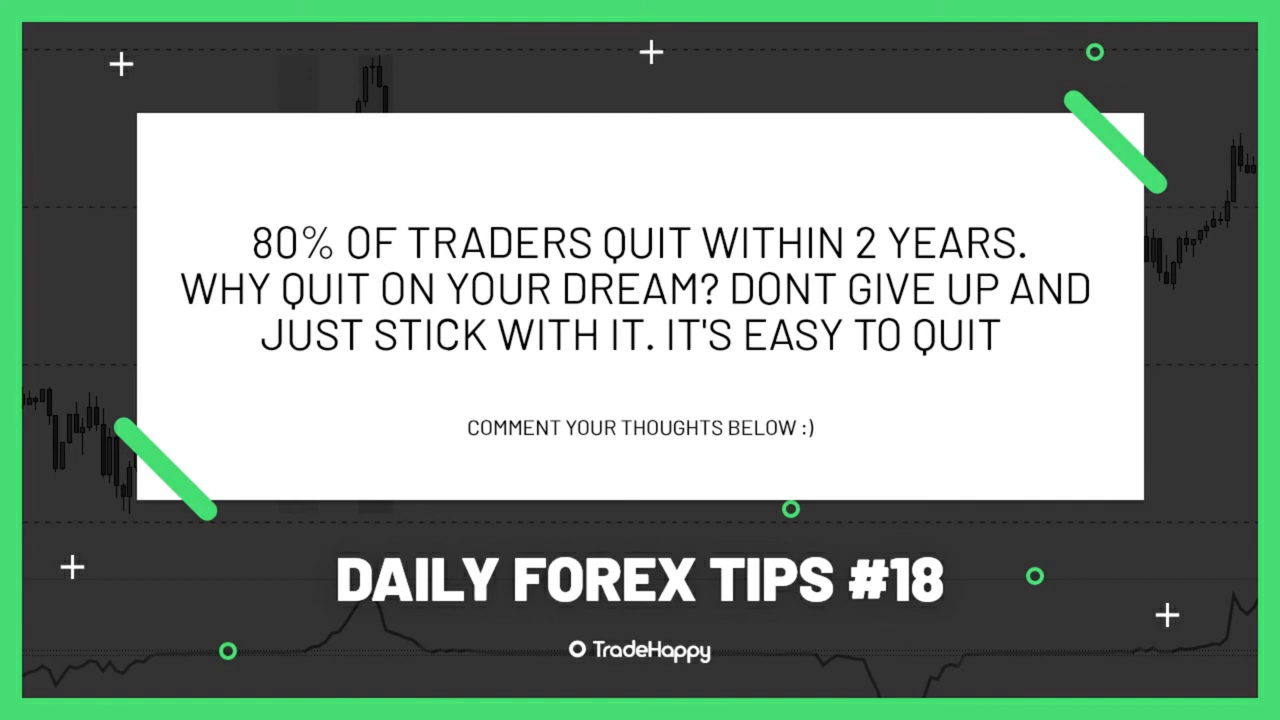 80% OF TRADERS QUIT WITHIN 2 YEARS.
WHY QUIT ON YOUR DREAM? DONT GIVE UP AND
JUST STICK WITH IT. IT'S EASY TO QUIT
COMMENT YOUR THOUGHTS BELOW :)
DAILY FOREX TIPS #18
TradeHappy